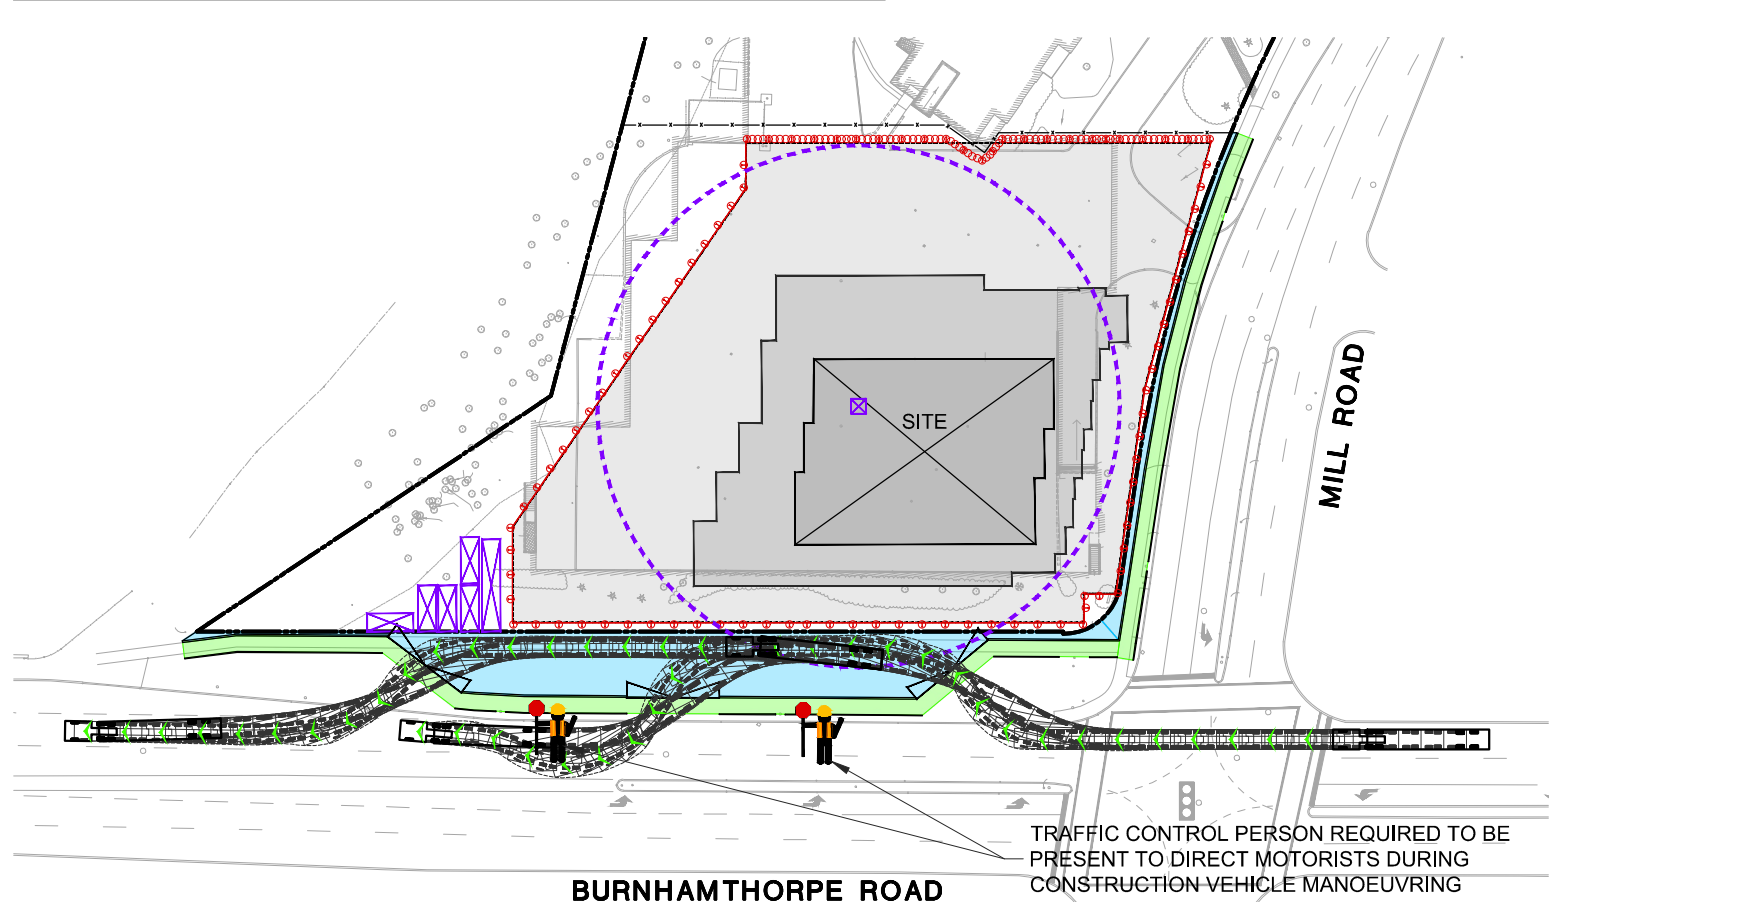 SITE
MILL ROAD
TRAFFIC CONTROL PERSON REQUIRED TO BE
PRESENT TO DIRECT MOTORISTS DURING
CONSTRUCTION VEHICLE MANOEUVRING
BURNHAMTHORPE ROAD